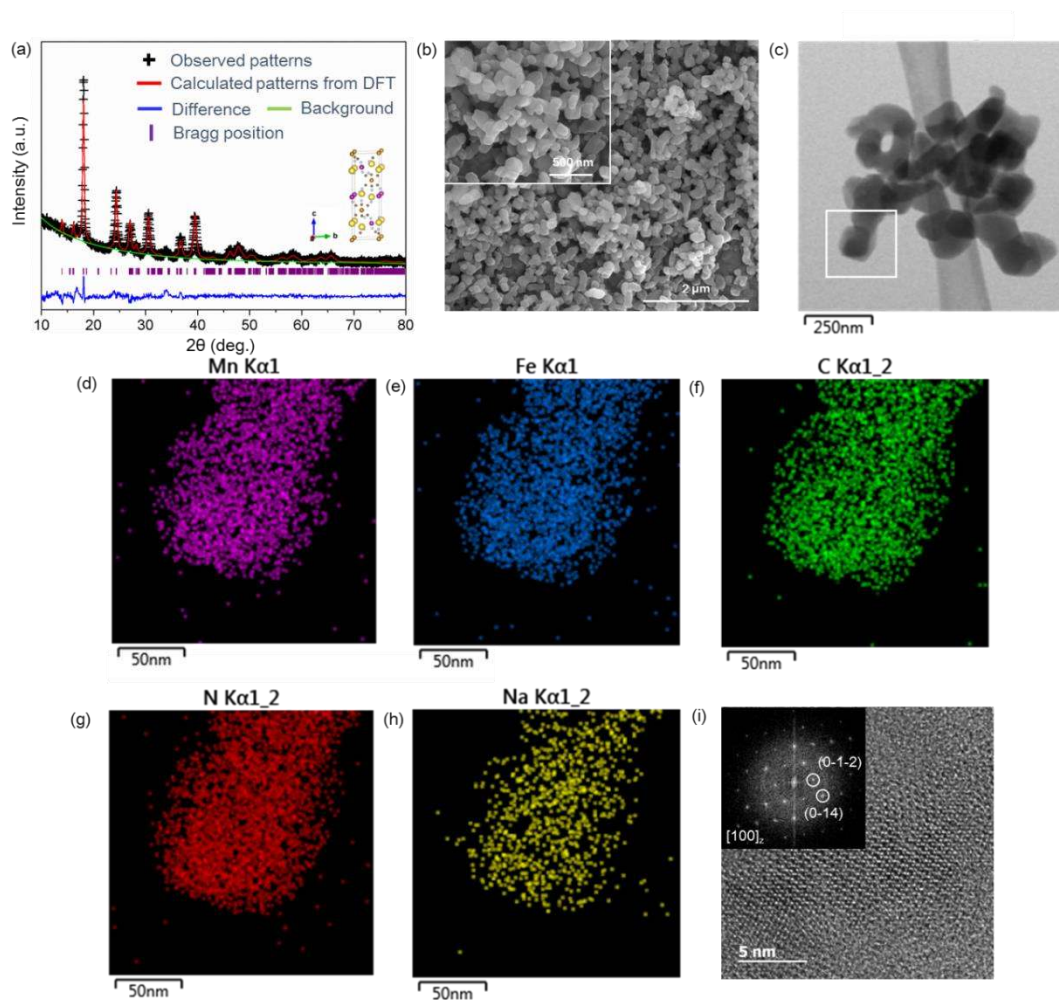 (a)
Observed patterns
Calculated patterns from DFT
Difference
Background
Bragg position
c
b
Intensity (a.u.)
10 20 30 40 50 60 70 80
2θ (deg.)
(b)
500 nm
2 μm
(c)
250nm
Mn Kα1
(d)
50nm
Fe Kα1
(e)
50nm
C Kα1_2
(f)
50nm
N Kα1_2
(g)
50nm
Na Kα1_2
(h)
50nm
(i)
(0-1-2)
(0-14)
[100]z
5 nm